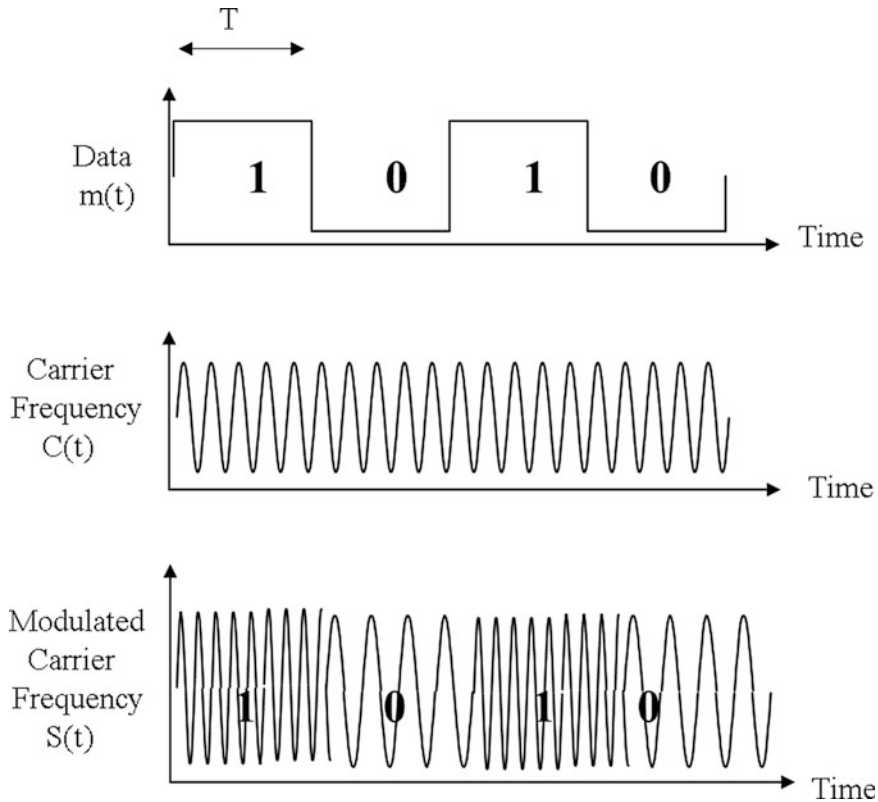 T
Data
m(t)
1 0 1 0
Time
Carrier
Frequency
C(t)
Time
Modulated
Carrier
Frequency
S(t)
1 0 1 0
Time